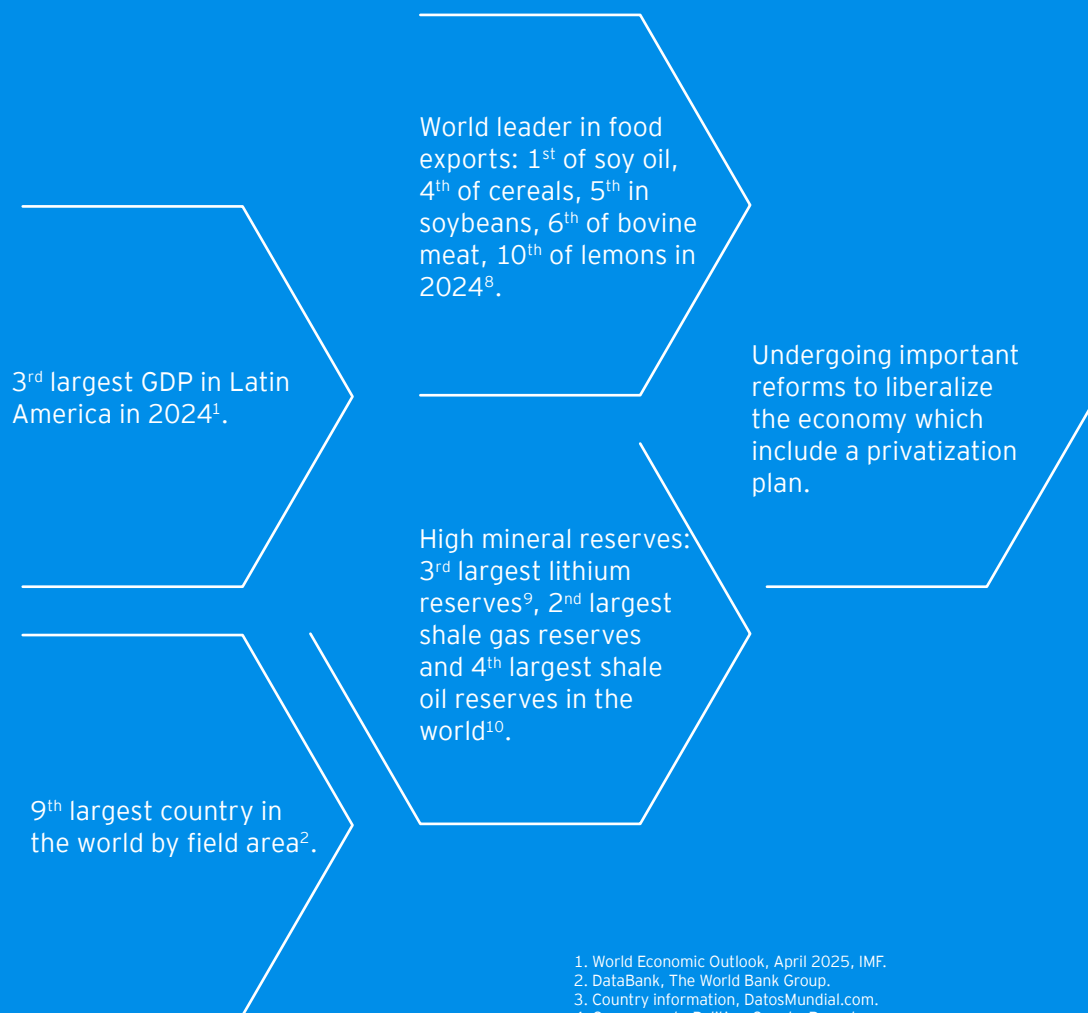 World leader in food
exports: 1st of soy oil,
4th of cereals, 5th in
soybeans, 6th of bovine
meat, 10th of lemons in
2024⁸.
3rd largest GDP in Latin
America in 2024¹.
Undergoing important
reforms to liberalize
the economy which
include a privatization
plan.
High mineral reserves:
3rd largest lithium
reserves⁹, 2nd largest
shale gas reserves
and 4th largest shale
oil reserves in the
world¹⁰.
9th largest country in
the world by field area².
1. World Economic Outlook, April 2025, IMF.
2. DataBank, The World Bank Group.
3. Country information, DatosMundial.com.